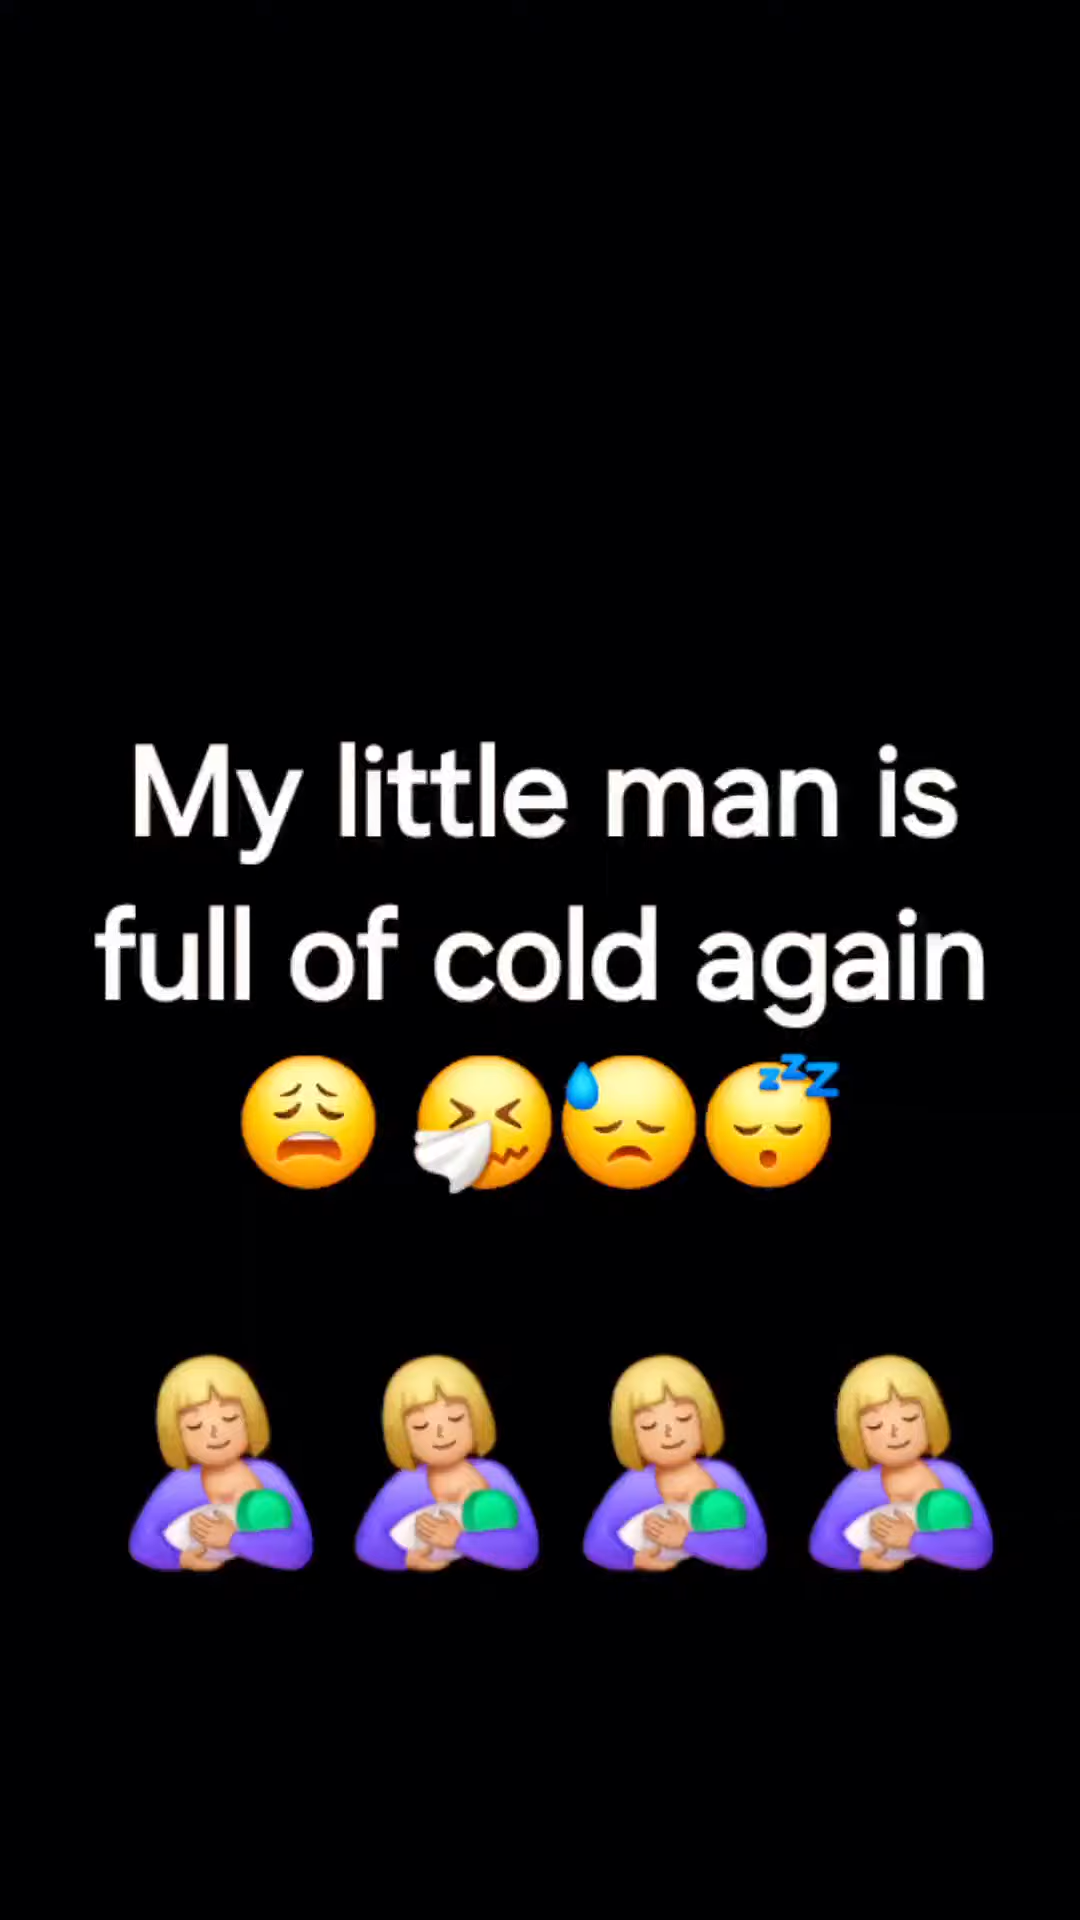 My little man is
full of cold again
😩 🤧😓😴
🤱🏼🤱🏼🤱🏼🤱🏼